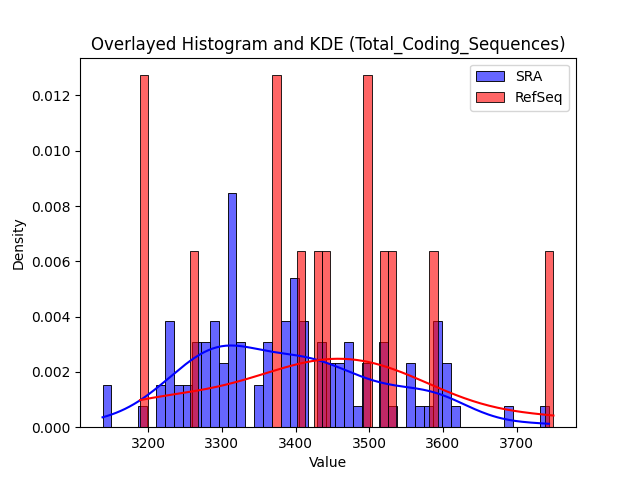 Overlayed Histogram and KDE (Total_Coding_Sequences)
SRA
RefSeq
0.012
0.010
0.008
0.006
0.004
0.002
0.000
Density
3200 3300 3400 3500 3600 3700
Value